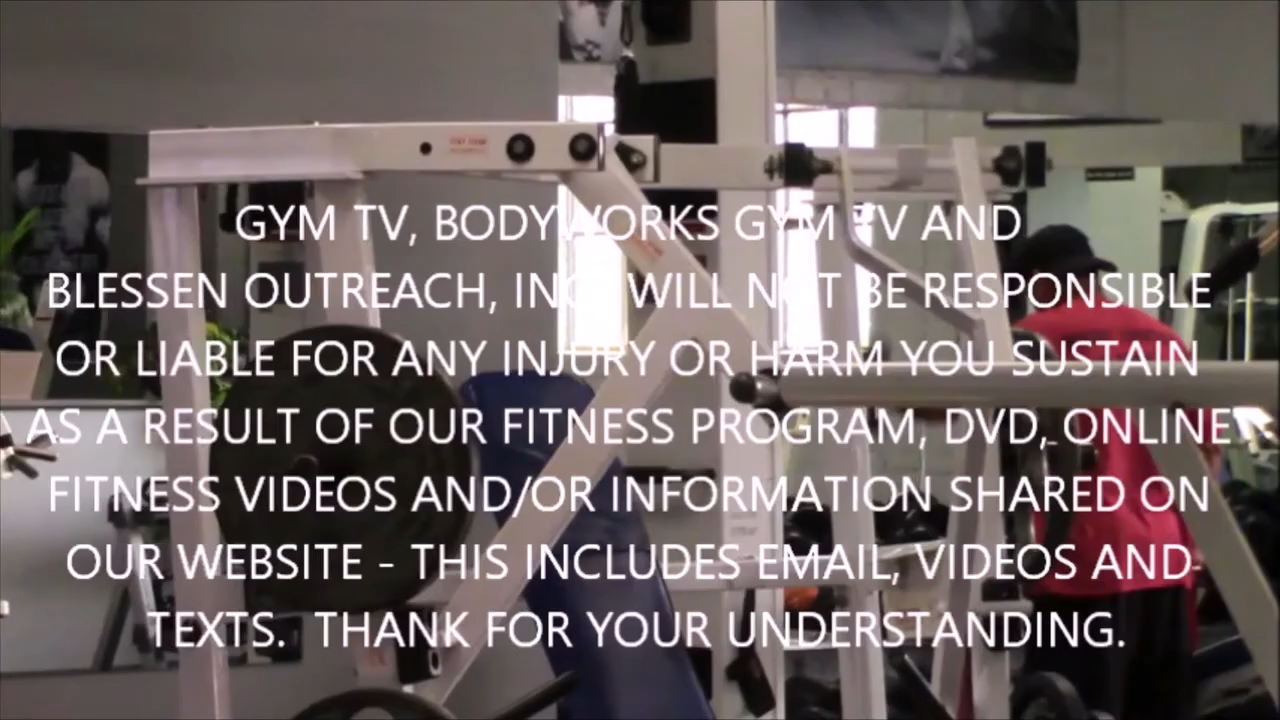 GYM TV, BODYWORKS GYM TV AND
BLESSEN OUTREACH, INC. WILL NOT BE RESPONSIBLE
OR LIABLE FOR ANY INJURY OR HARM YOU SUSTAIN
AS A RESULT OF OUR FITNESS PROGRAM, DVD, ONLINE
FITNESS VIDEOS AND/OR INFORMATION SHARED ON
OUR WEBSITE - THIS INCLUDES EMAIL, VIDEOS AND
TEXTS.  THANK FOR YOUR UNDERSTANDING.